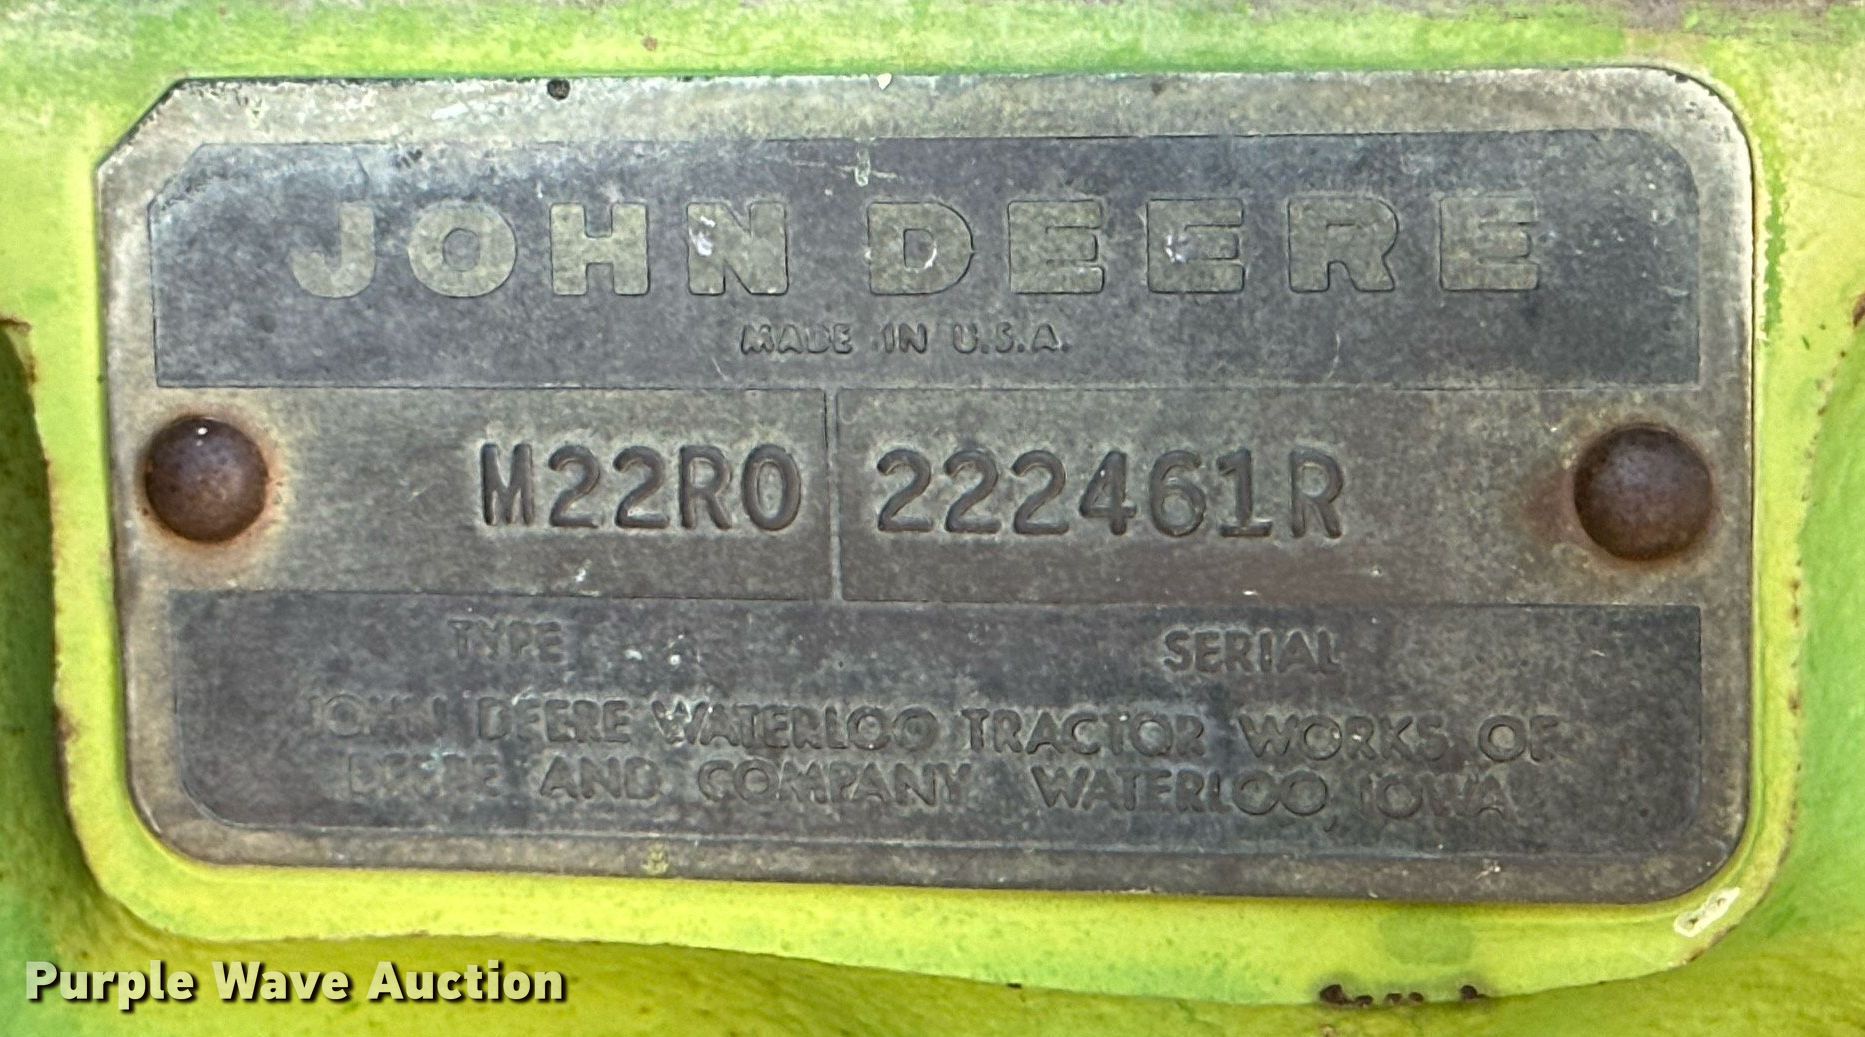 JOHN DEERE
MADE IN U.S.A.
M22R0 222461R
TYPE SERIAL
JOHN DEERE WATERLOO TRACTOR WORKS OF
DEERE AND COMPANY WATERLOO, IOWA
Purple Wave Auction